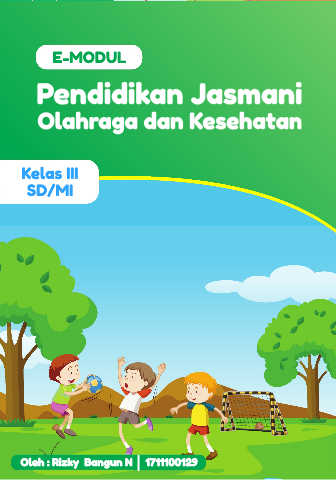 E-MODUL
Pendidikan Jasmani
Olahraga dan Kesehatan
Kelas III
SD/MI
Oleh : Rizky Bangun N | 1711100129